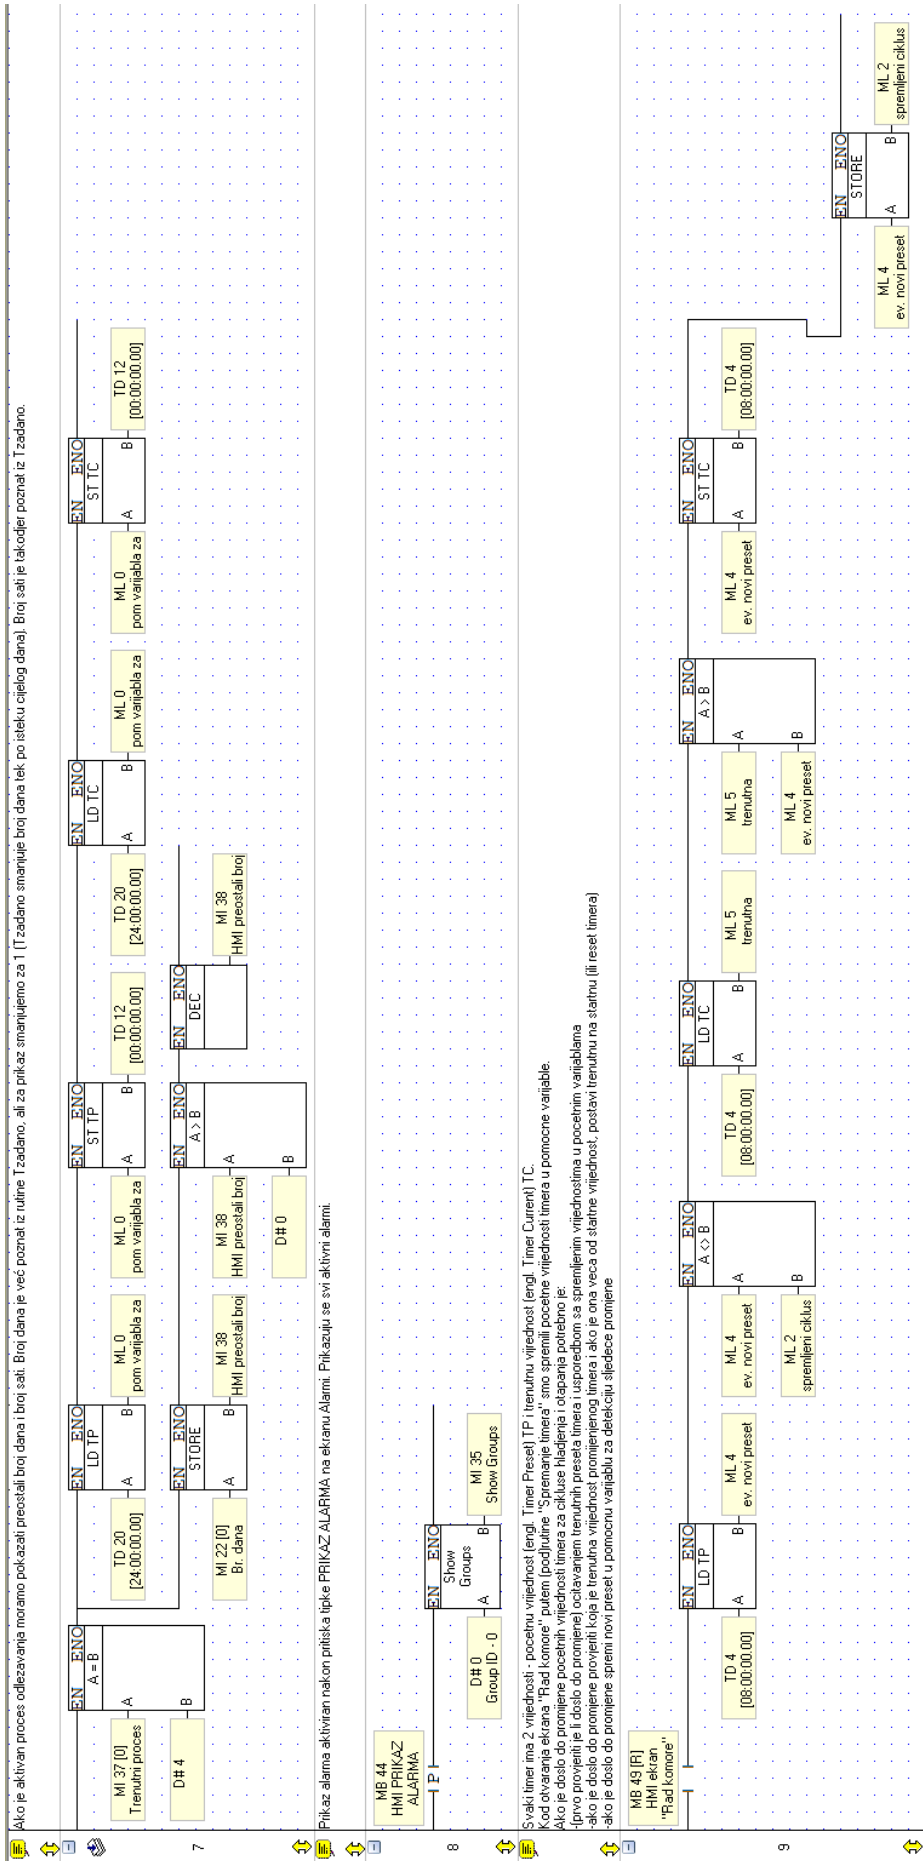 Ako je aktivan proces odlezavanja moramo pokazati preostali broj dana i broj sati. Broj dana je već poznat iz rutine Tzadano, ali za prikaz smanjujemo za 1 (Tzadano smanjuje broj dana tek po isteku cijelog dana). Broj sati je takodjer poznat iz Tzadano.
7
MI 37 [0]
Trenutni proces
D# 4
EN ENO
A = B
A
B
TD 20
[24:00:00.00]
EN ENO
LD TP
A B
ML 0
pom varijabla za
ML 0
pom varijabla za
EN ENO
ST TP
A B
TD 12
[00:00:00.00]
TD 20
[24:00:00.00]
EN ENO
LD TC
A B
ML 0
pom varijabla za
ML 0
pom varijabla za
EN ENO
ST TC
A B
TD 12
[00:00:00.00]
MI 22 [0]
Br. dana
EN ENO
STORE
A B
MI 38
HMI preostali broj
MI 38
HMI preostali broj
D# 0
EN ENO
A > B
A
B
EN ENO
DEC
MI 38
HMI preostali broj
Prikaz alarma aktiviran nakon pritiska tipke PRIKAZ ALARMA na ekranu Alarmi. Prikazuju se svi aktivni alarmi.
8
MB 44
HMI PRIKAZ
ALARMA
P
D# 0
Group ID - 0
EN ENO
Show
Groups
A B
MI 35
Show Groups
Svaki timer ima 2 vrijednosti - pocetnu vrijednost (engl. Timer Preset) TP i trenutnu vrijednost (engl. Timer Current) TC.
Kod otvaranja ekrana "Rad komore" putem (pod)rutine "Spremanje timera" smo spremili pocetne vrijednosti timera u pomocne varijable.
Ako je doslo do promijene pocetnih vrijednosti timera za cikluse hladjenja i otapanja potrebno je:
-(prvo provjeriti je li doslo do promjene) ocitavanjem trenutnih preseta timera i usporedbom sa spremljenim vrijednostima u pocetnim varijablama
-ako je doslo do promjene provjeriti koja je trenutna vrijednost promijenjenog timera i ako je ona veca od startne vrijednost, postavi trenutnu na startnu (ili reset timera)
-ako je doslo do promjene spremi novi preset u pomocnu varijablu za detekciju sljedece promjene
9
MB 49 [R]
HMI ekran
"Rad komore"
TD 4
[08:00:00.00]
EN ENO
LD TP
A B
ML 4
ev. novi preset
ML 4
ev. novi preset
ML 2
spremljeni ciklus
EN ENO
A <> B
A
B
TD 4
[08:00:00.00]
EN ENO
LD TC
A B
ML 5
trenutna
ML 5
trenutna
ML 4
ev. novi preset
EN ENO
A > B
A
B
ML 4
ev. novi preset
EN ENO
ST TC
A B
TD 4
[08:00:00.00]
ML 4
ev. novi preset
EN ENO
STORE
A B
ML 2
spremljeni ciklus